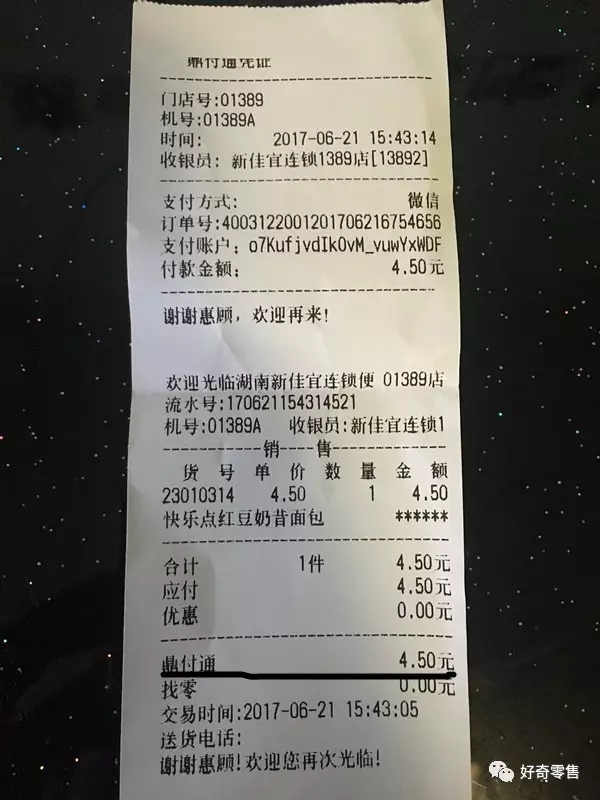 鼎付通凭证
门店号:01389
机号:01389A
时间: 2017-06-21 15:43:14
收银员: 新佳宜连锁1389店[13892]
支付方式: 微信
订单号:4003122001201706216754656
支付账户: o7KufjvdIkOvM_vuwYxWDF
付款金额: 4.50元
谢谢惠顾, 欢迎再来!
欢迎光临湖南新佳宜连锁便 01389店
流水号:170621154314521
机号:01389A 收银员:新佳宜连锁1
----------销----售----------
货号 单价 数量 金额
23010314 4.50 1 4.50
快乐点红豆奶昔面包 ******
合计 1件 4.50元
应付 4.50元
优惠 0.00元
鼎付通 4.50元
找零 0.00元
交易时间:2017-06-21 15:43:05
送货电话:
谢谢惠顾!欢迎您再次光临!
好奇零售